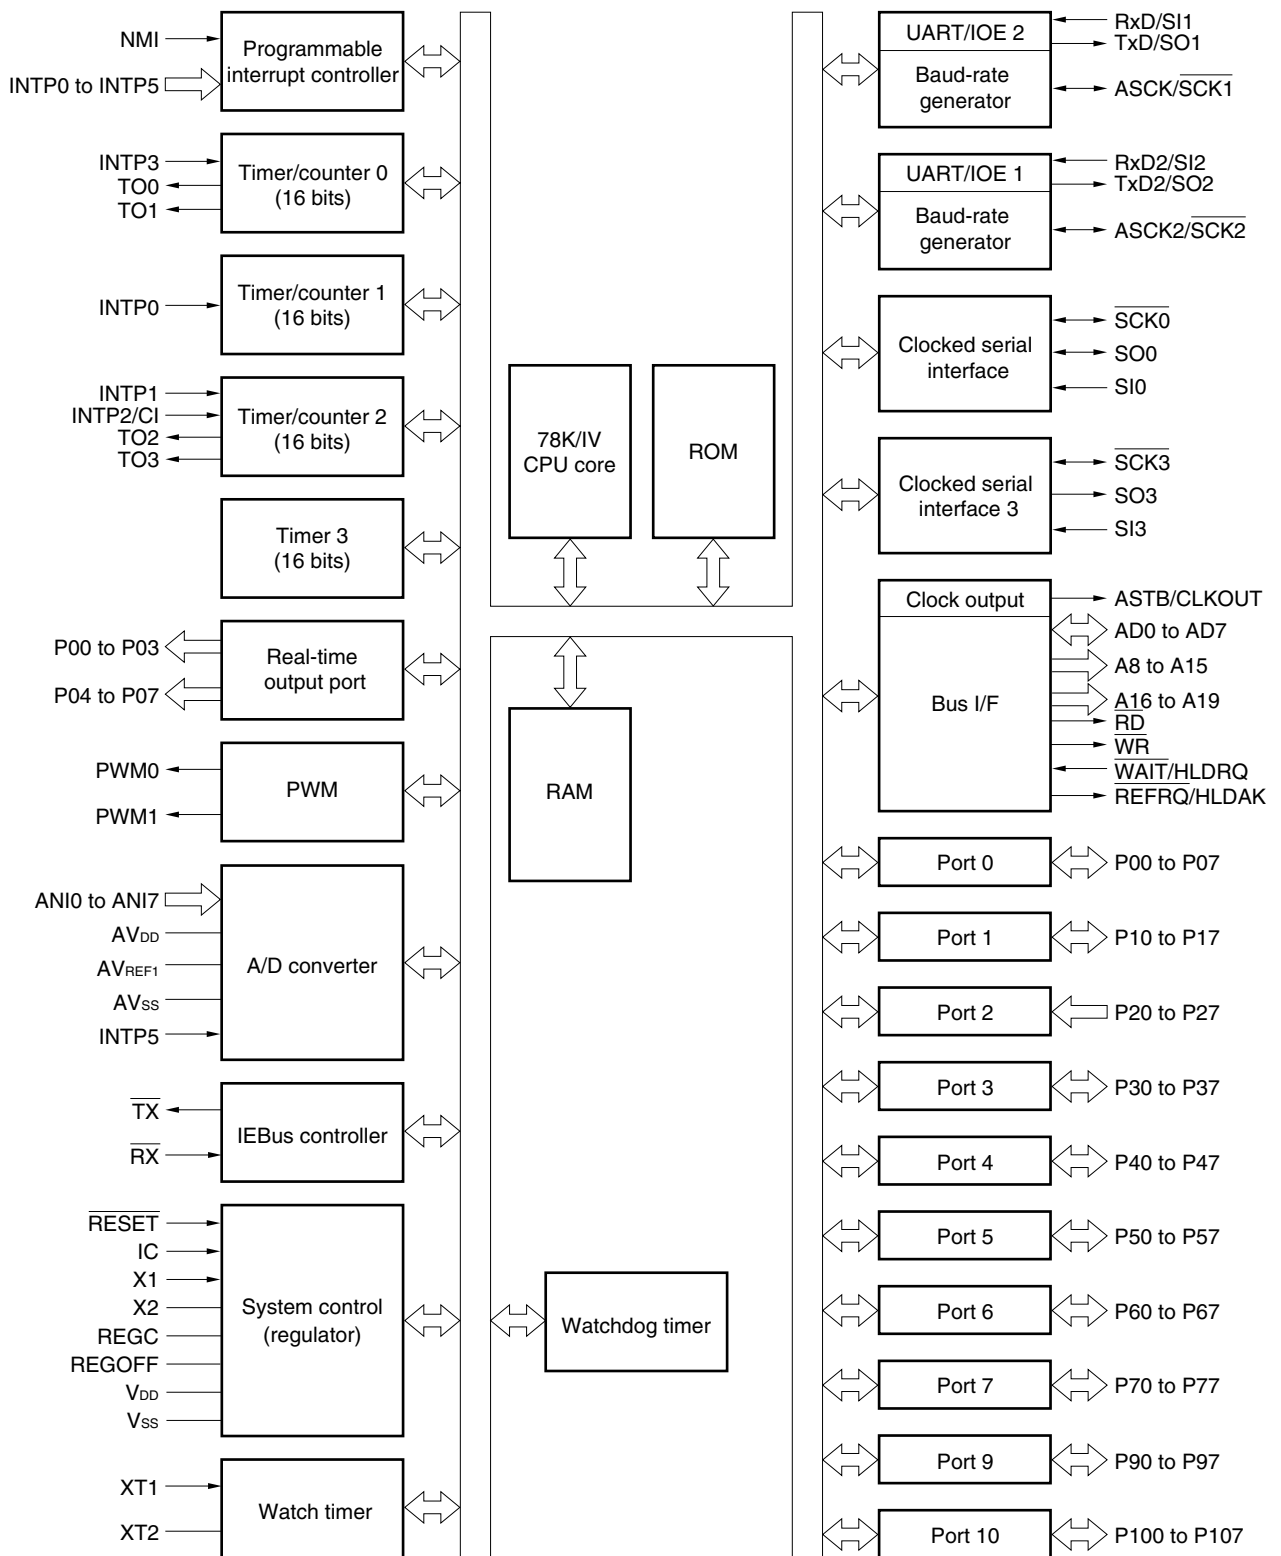 NMI
INTP0 to INTP5
Programmable
interrupt controller
INTP3
TO0
TO1
Timer/counter 0
(16 bits)
INTP0
Timer/counter 1
(16 bits)
INTP1
INTP2/CI
TO2
TO3
Timer/counter 2
(16 bits)
Timer 3
(16 bits)
P00 to P03
P04 to P07
Real-time
output port
PWM0
PWM1
PWM
ANI0 to ANI7
AVDD
AVREF1
AVSS
INTP5
A/D converter
TX
RX
IEBus controller
RESET
IC
X1
X2
REGC
REGOFF
VDD
VSS
System control
(regulator)
XT1
XT2
Watch timer
78K/IV
CPU core
ROM
RAM
Watchdog timer
UART/IOE 2
Baud-rate
generator
RxD/SI1
TxD/SO1
ASCK/SCK1
UART/IOE 1
Baud-rate
generator
RxD2/SI2
TxD2/SO2
ASCK2/SCK2
Clocked serial
interface
SCK0
SO0
SI0
Clocked serial
interface 3
SCK3
SO3
SI3
Clock output
Bus I/F
ASTB/CLKOUT
AD0 to AD7
A8 to A15
A16 to A19
RD
WR
WAIT/HLDRQ
REFRQ/HLDAK
Port 0
P00 to P07
Port 1
P10 to P17
Port 2
P20 to P27
Port 3
P30 to P37
Port 4
P40 to P47
Port 5
P50 to P57
Port 6
P60 to P67
Port 7
P70 to P77
Port 9
P90 to P97
Port 10
P100 to P107